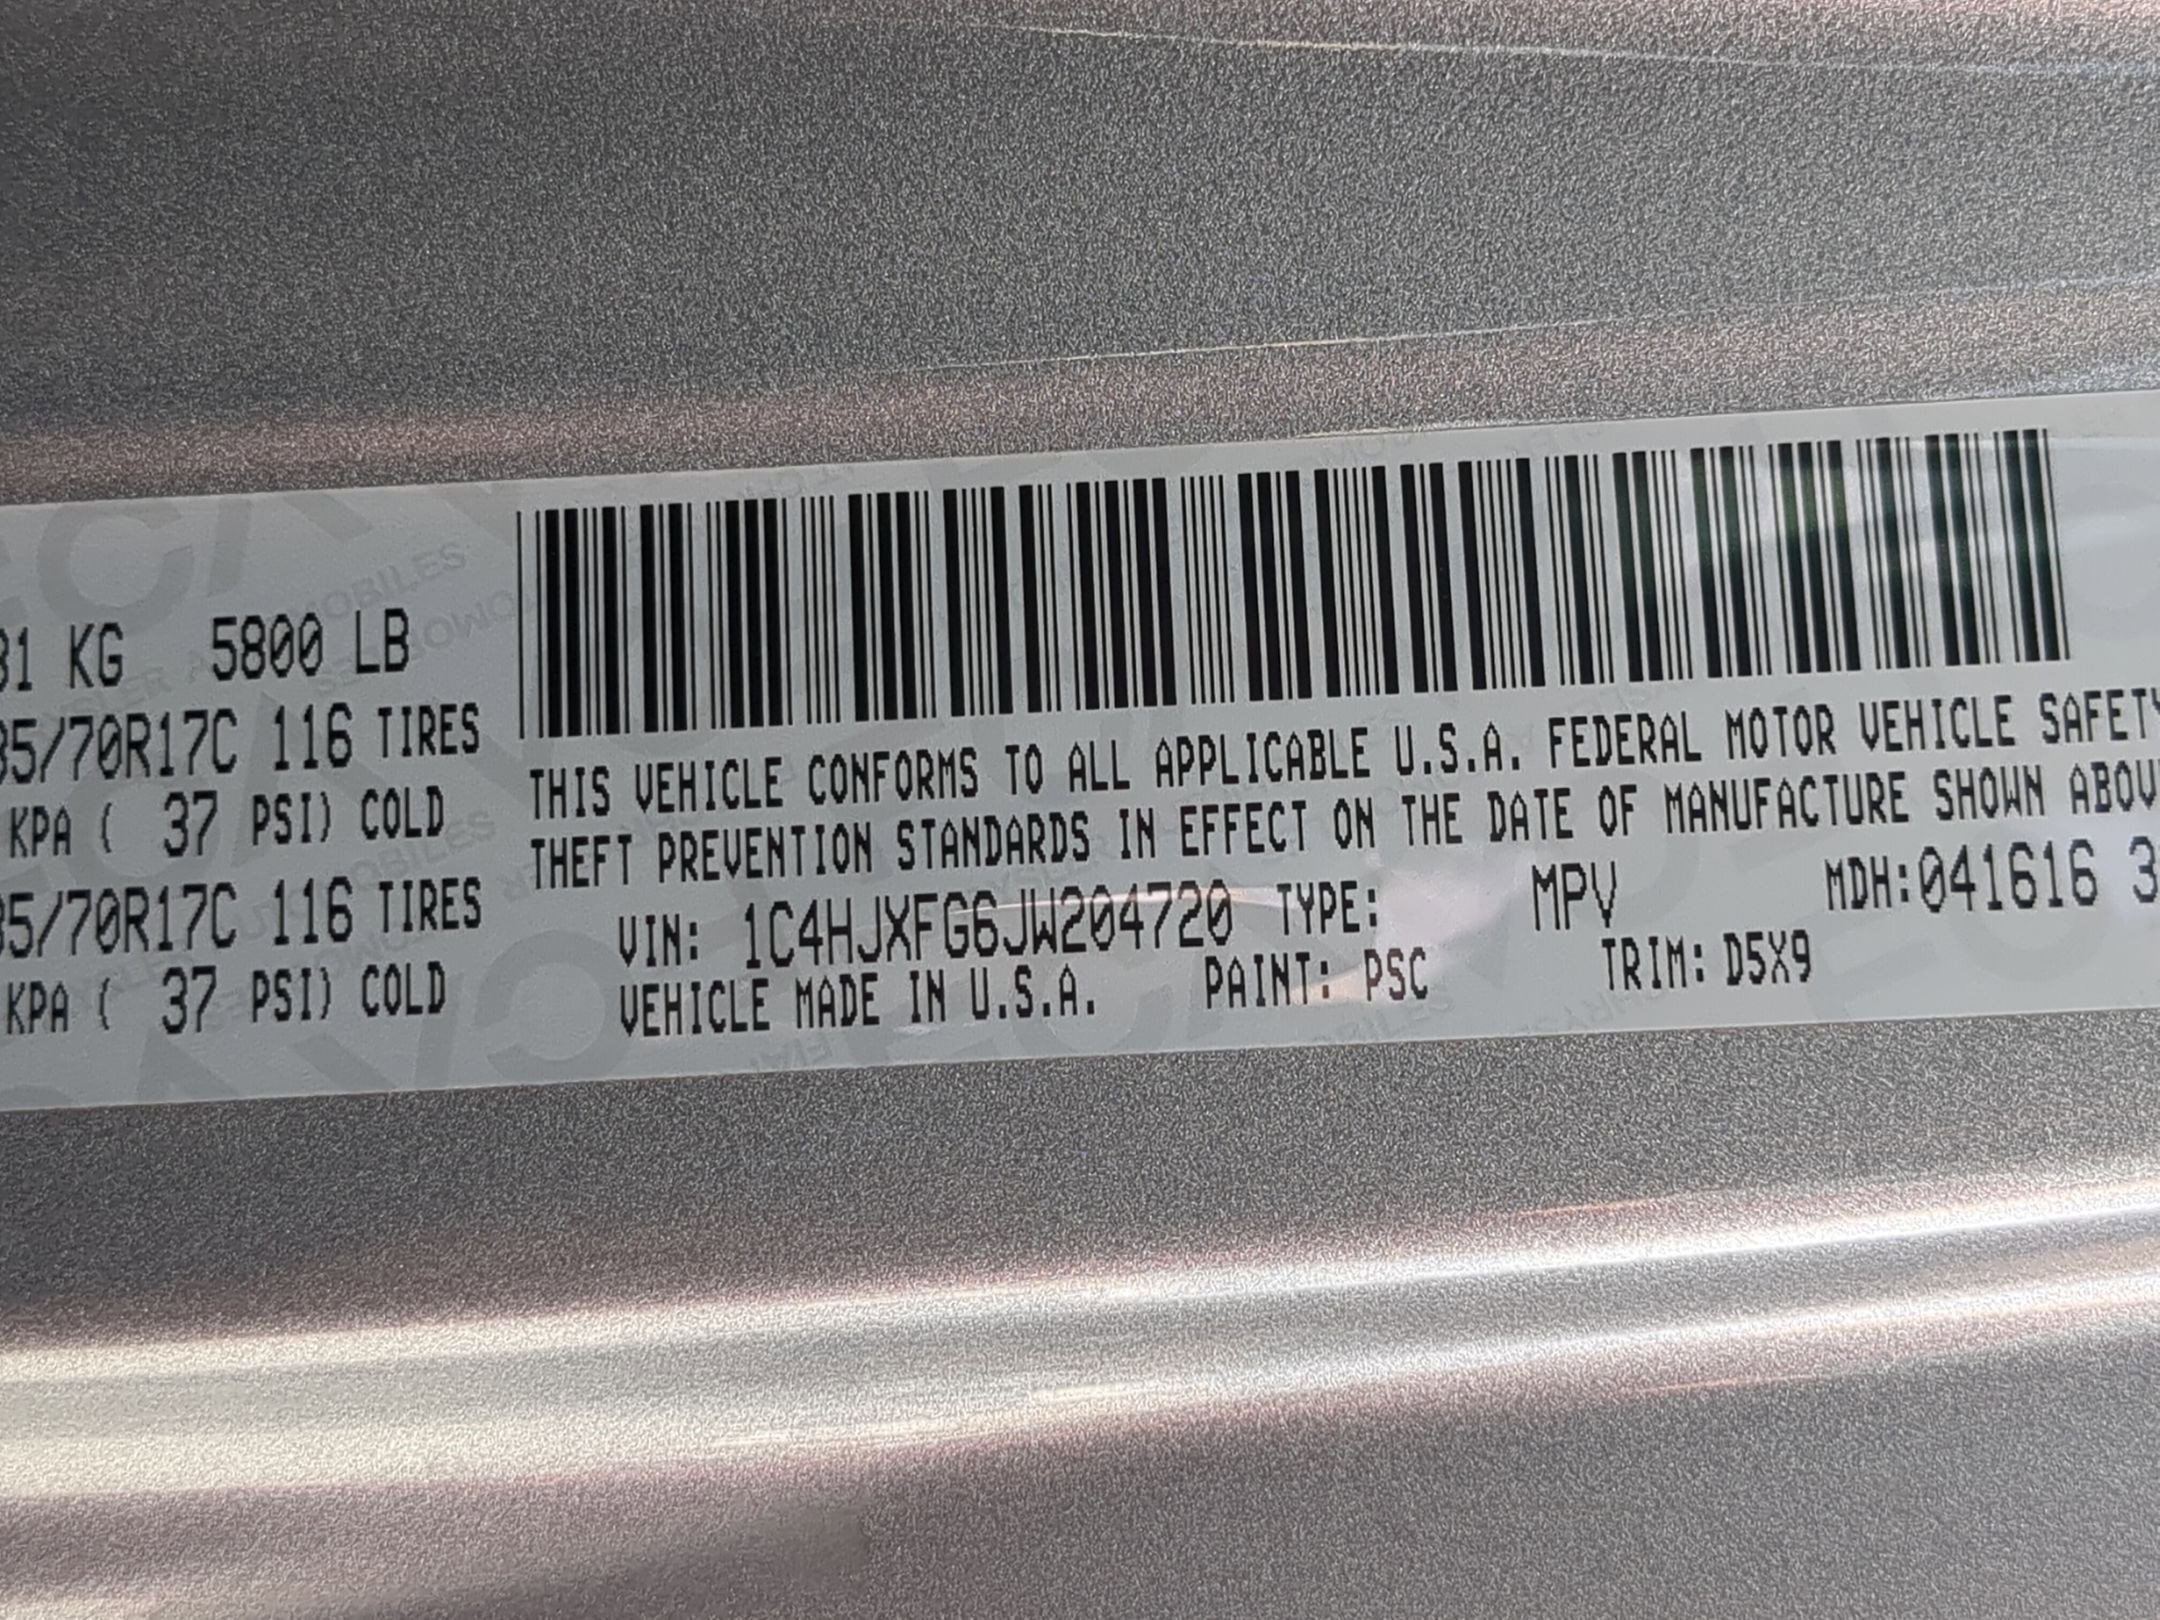 31 KG 5800 LB
35/70R17C 116 TIRES
KPA ( 37 PSI) COLD
35/70R17C 116 TIRES
KPA ( 37 PSI) COLD
THIS VEHICLE CONFORMS TO ALL APPLICABLE U.S.A. FEDERAL MOTOR VEHICLE SAFETY
THEFT PREVENTION STANDARDS IN EFFECT ON THE DATE OF MANUFACTURE SHOWN ABOV
VIN: 1C4HJXFG6JW204720 TYPE: MPV MDH:041616 3
VEHICLE MADE IN U.S.A. PAINT: PSC TRIM: D5X9